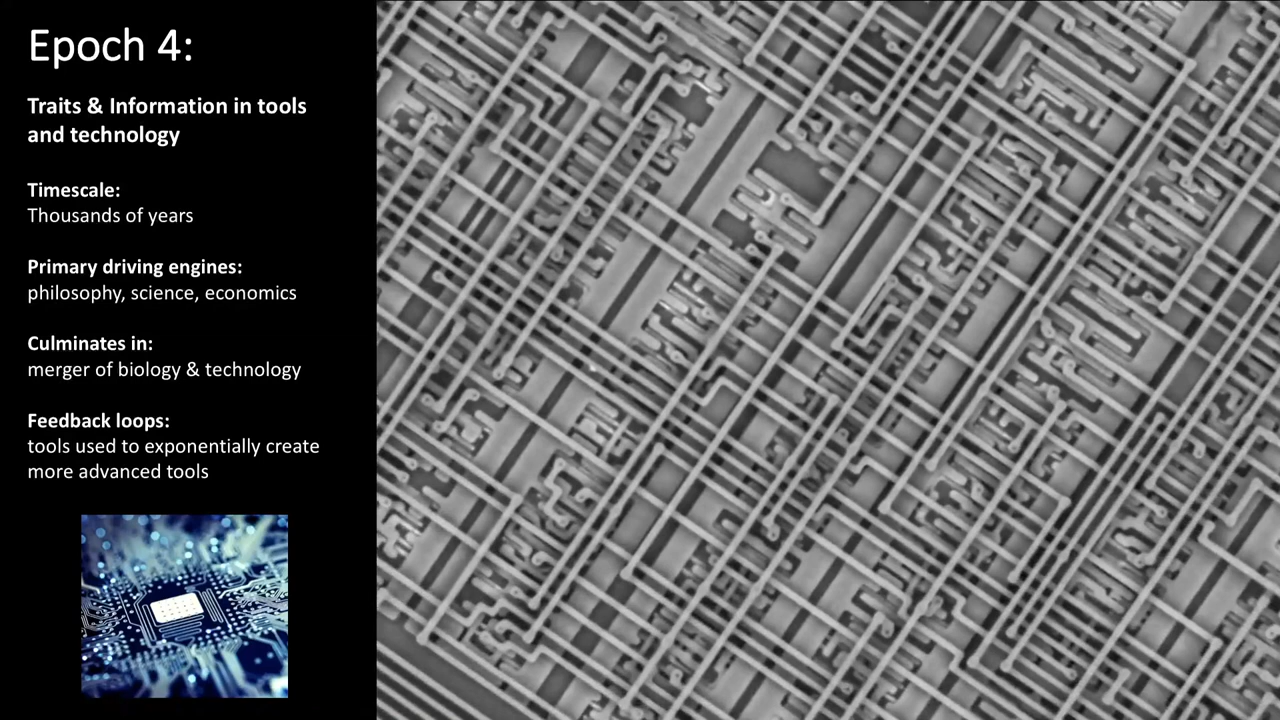 Epoch 4:
Traits & Information in tools
and technology
Timescale:
Thousands of years
Primary driving engines:
philosophy, science, economics
Culminates in:
merger of biology & technology
Feedback loops:
tools used to exponentially create
more advanced tools